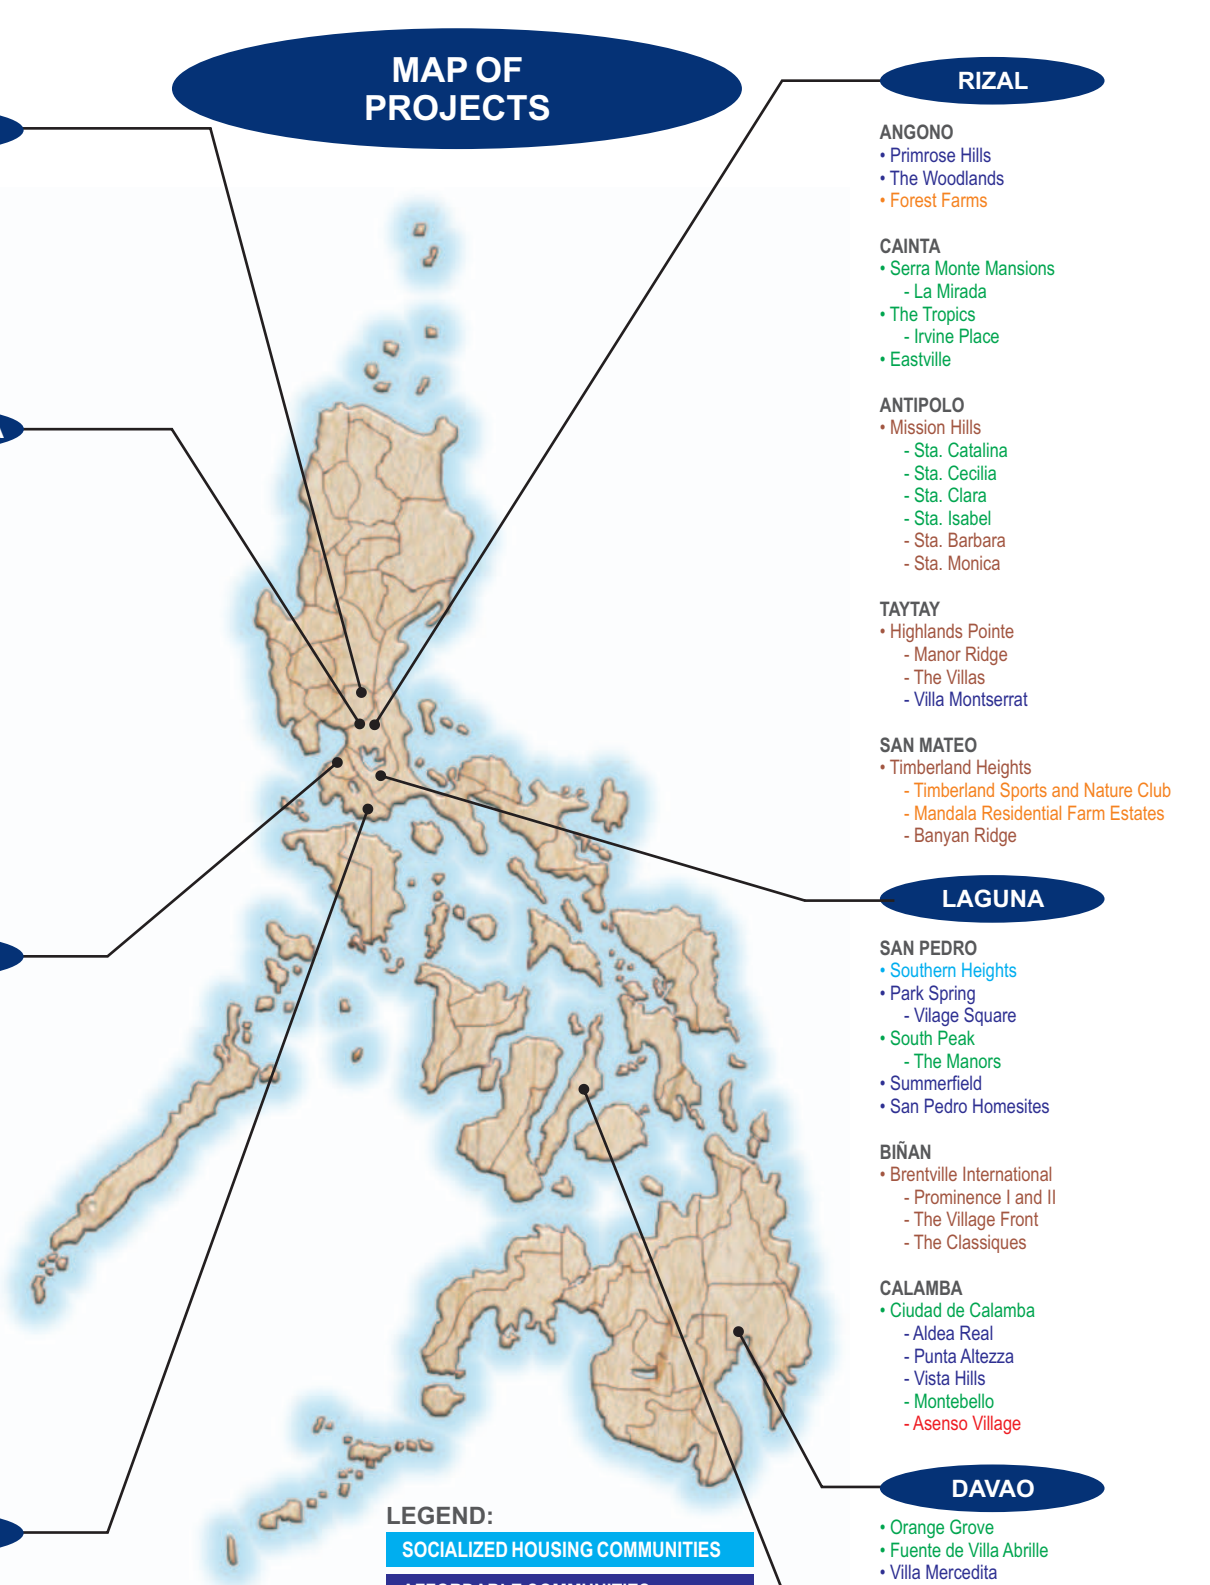 MAP OF
PROJECTS
RIZAL
ANGONO
• Primrose Hills
• The Woodlands
• Forest Farms
CAINTA
• Serra Monte Mansions
- La Mirada
• The Tropics
- Irvine Place
• Eastville
ANTIPOLO
• Mission Hills
- Sta. Catalina
- Sta. Cecilia
- Sta. Clara
- Sta. Isabel
- Sta. Barbara
- Sta. Monica
TAYTAY
• Highlands Pointe
- Manor Ridge
- The Villas
- Villa Montserrat
SAN MATEO
• Timberland Heights
- Timberland Sports and Nature Club
- Mandala Residential Farm Estates
- Banyan Ridge
LAGUNA
SAN PEDRO
• Southern Heights
• Park Spring
- Vilage Square
• South Peak
- The Manors
• Summerfield
• San Pedro Homesites
BIÑAN
• Brentville International
- Prominence I and II
- The Village Front
- The Classiques
CALAMBA
• Ciudad de Calamba
- Aldea Real
- Punta Altezza
- Vista Hills
- Montebello
- Asenso Village
DAVAO
• Orange Grove
• Fuente de Villa Abrille
• Villa Mercedita
LEGEND:
SOCIALIZED HOUSING COMMUNITIES
AFFORDABLE COMMUNITIES